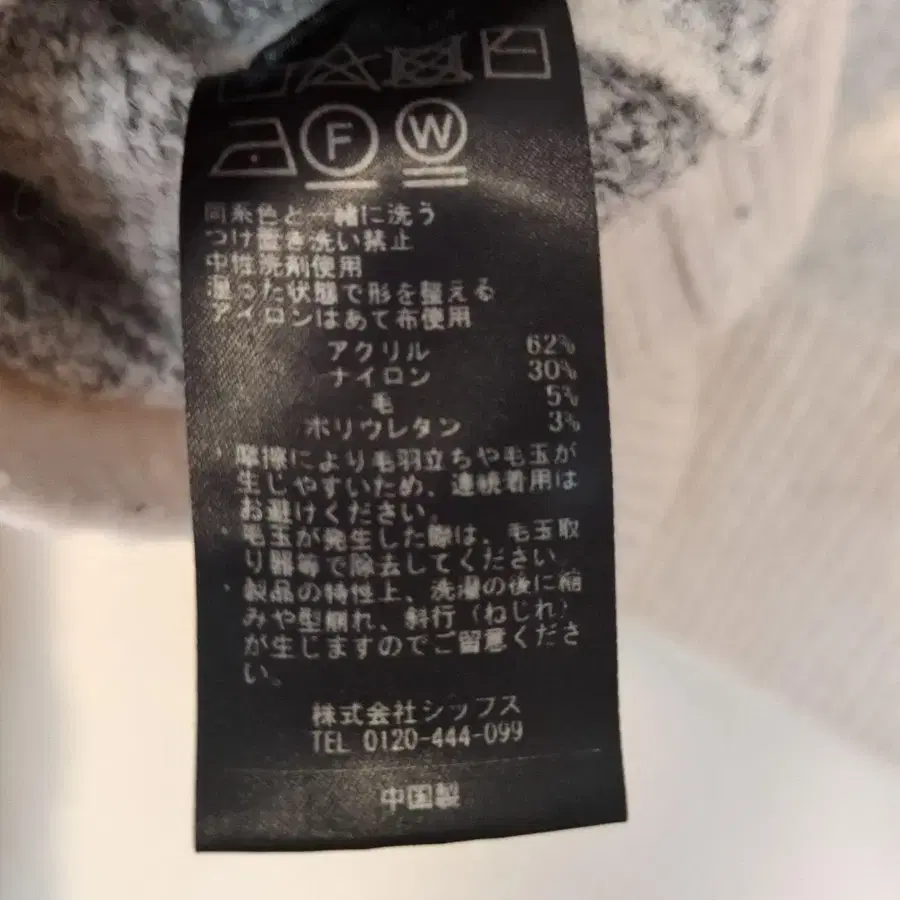 F W
同系色と一緒に洗う
つけ置き洗い禁止
中性洗剤使用
湿った状態で形を整える
アイロンはあて布使用
アクリル 62%
ナイロン 30%
毛 5%
ポリウレタン 3%
・摩擦により毛羽立ちや毛玉が
生じやすいため、連続着用は
お避けください。
・毛玉が発生した際は、毛玉取
り器等で除去してください。
・製品の特性上、洗濯の後に縮
みや型崩れ、斜行(ねじれ)
が生じますのでご留意くださ
い。
株式会社シップス
TEL 0120-444-099
中国製